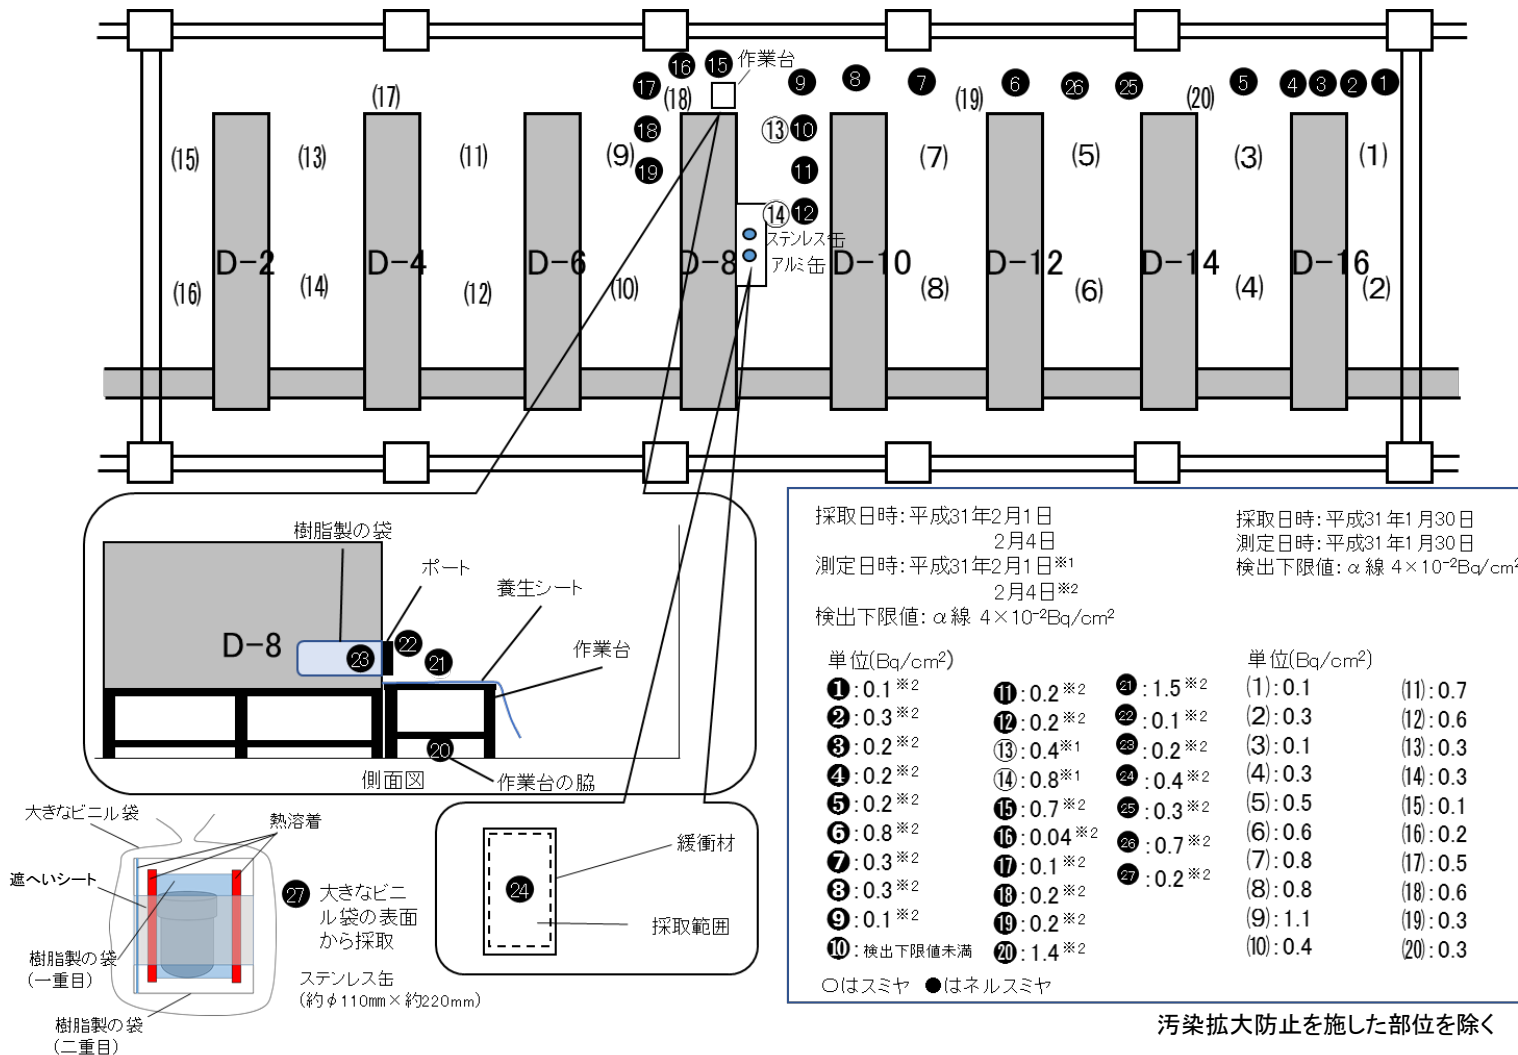 ⑯ ⑮ 作業台
⑰ ⑨ ⑧ ⑦ ⑥ ㉖ ㉕ ⑤ ④ ③ ② ①
(17) (18) (19) (20)
⑱ ⑬ ⑩
(15) (13) (11) (9) ⑲ ⑪ (7) (5) (3) (1)
⑭ ⑫
ステンレス缶
D-2 D-4 D-6 D-8 アルミ缶 D-10 D-12 D-14 D-16
(16) (14) (12) (10) (8) (6) (4) (2)
樹脂製の袋
ポート
養生シート
作業台
D-8
㉓ ㉒ ㉑
⑳
側面図
作業台の脇
大きなビニル袋
熱溶着
遮へいシート
樹脂製の袋
(一重目)
樹脂製の袋
(二重目)
㉗ 大きなビニ
ル袋の表面
から採取
ステンレス缶
(約φ110mm×約220mm)
㉔
緩衝材
採取範囲
採取日時:平成31年2月1日
2月4日
測定日時:平成31年2月1日※1
2月4日※2
検出下限値:α線 4×10⁻²Bq/cm²
採取日時:平成31年1月30日
測定日時:平成31年1月30日
検出下限値:α線 4×10⁻²Bq/cm²
単位(Bq/cm²)
❶:0.1※2
❷:0.3※2
❸:0.2※2
❹:0.2※2
❺:0.2※2
❻:0.8※2
❼:0.3※2
❽:0.3※2
❾:0.1※2
❿:検出下限値未満
⓫:0.2※2
⓬:0.2※2
⑬:0.4※1
⑭:0.8※1
⓯:0.7※2
⓰:0.04※2
⓱:0.1※2
⓲:0.2※2
⓳:0.2※2
⓴:1.4※2
㉑:1.5※2
㉒:0.1※2
㉓:0.2※2
㉔:0.4※2
㉕:0.3※2
㉖:0.7※2
㉗:0.2※2
○はスミヤ ●はネルスミヤ
単位(Bq/cm²)
(1):0.1
(2):0.3
(3):0.1
(4):0.3
(5):0.5
(6):0.6
(7):0.8
(8):0.8
(9):1.1
(10):0.4
(11):0.7
(12):0.6
(13):0.3
(14):0.3
(15):0.1
(16):0.2
(17):0.5
(18):0.6
(19):0.3
(20):0.3
汚染拡大防止を施した部位を除く